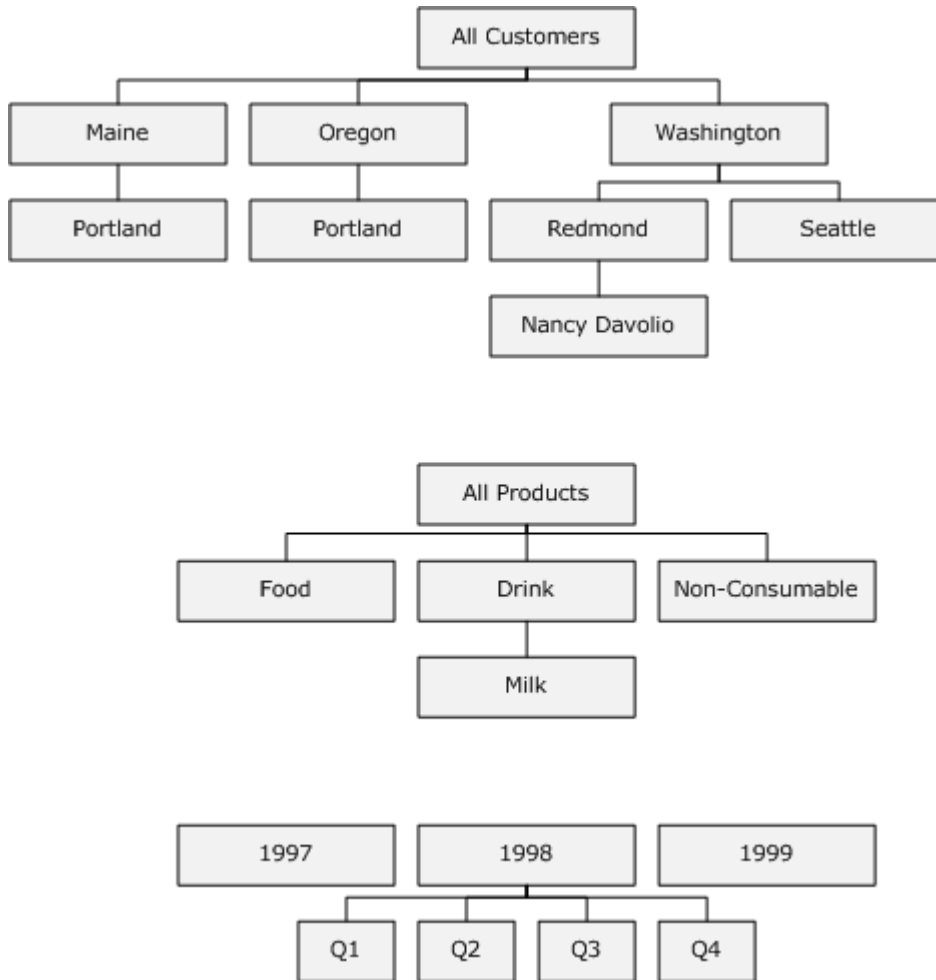 All Customers
Maine
Oregon
Washington
Portland
Portland
Redmond
Seattle
Nancy Davolio
All Products
Food
Drink
Non-Consumable
Milk
1997
1998
1999
Q1
Q2
Q3
Q4